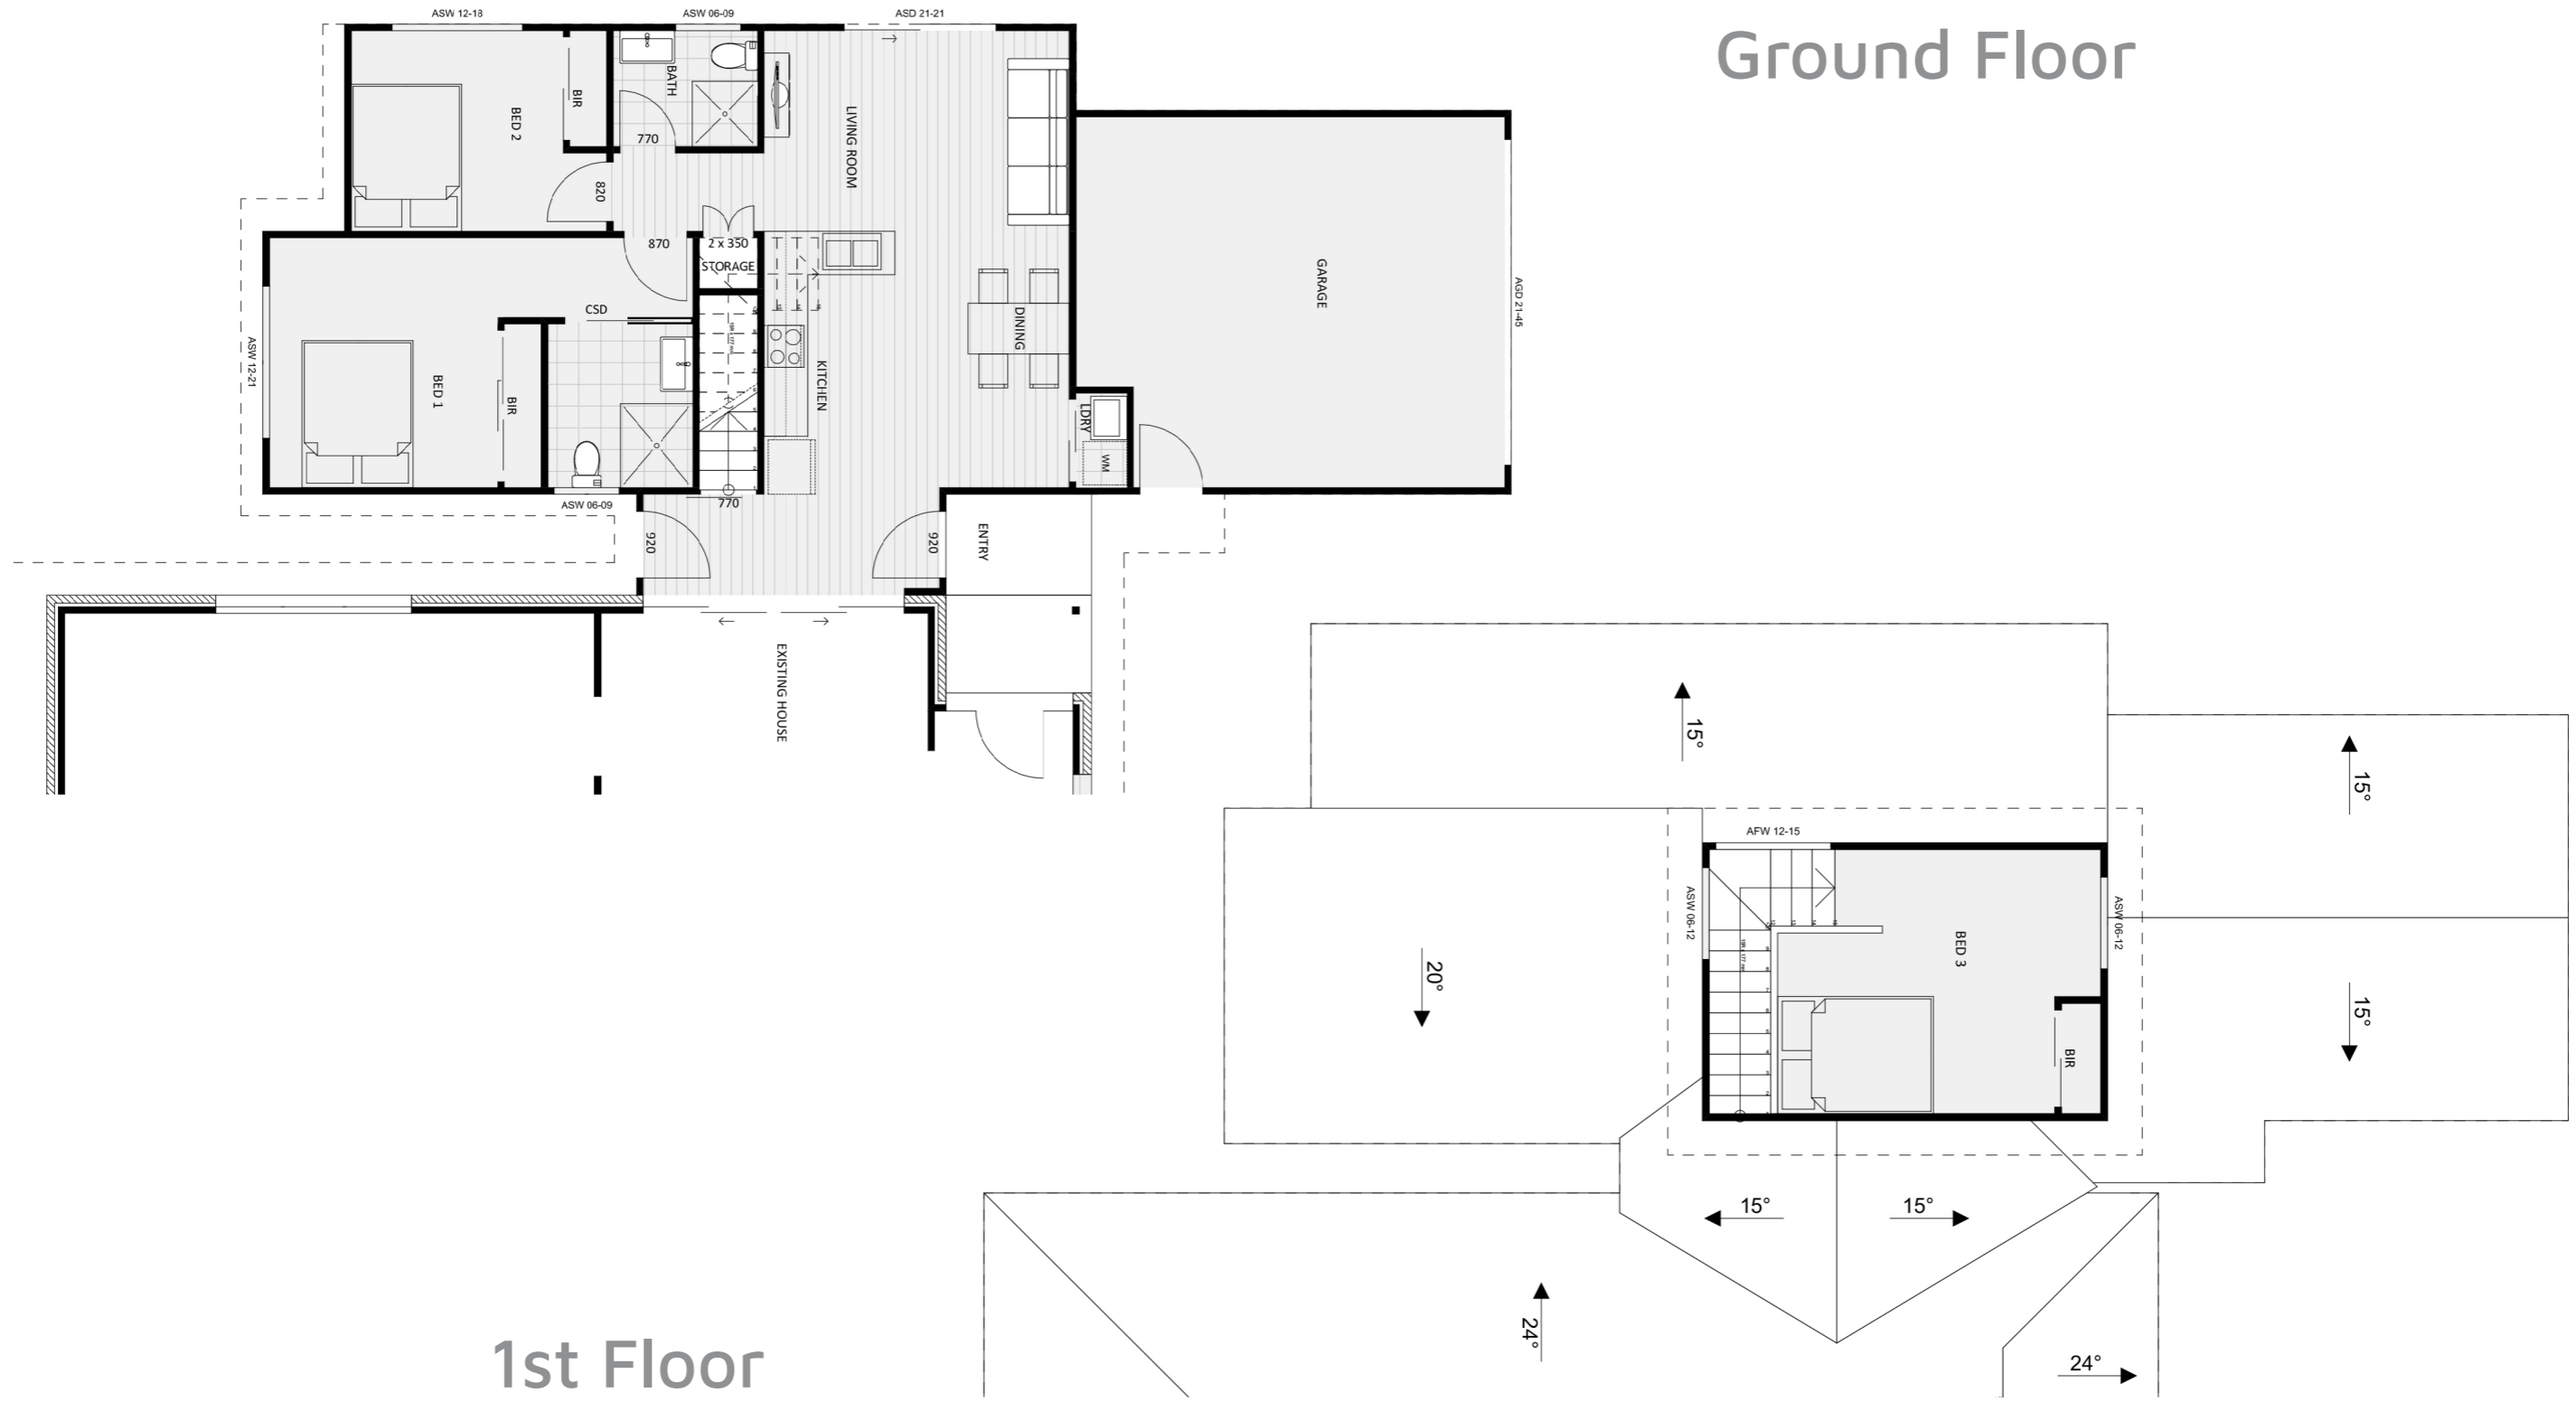 Ground Floor
ASW 12-18
ASW 06-09
ASD 21-21
BED 2
BIR
BATH
770
820
LIVING ROOM
870
2 x 350
STORAGE
GARAGE
AGD 21-45
CSD
DINING
KITCHEN
ASW 12-21
BED 1
BIR
LDRY
WM
ASW 06-09
770
920
920
ENTRY
EXISTING HOUSE
15°
15°
AFW 12-15
ASW 06-12
ASW 06-12
BED 3
20°
15°
BIR
15°
15°
24°
24°
1st Floor